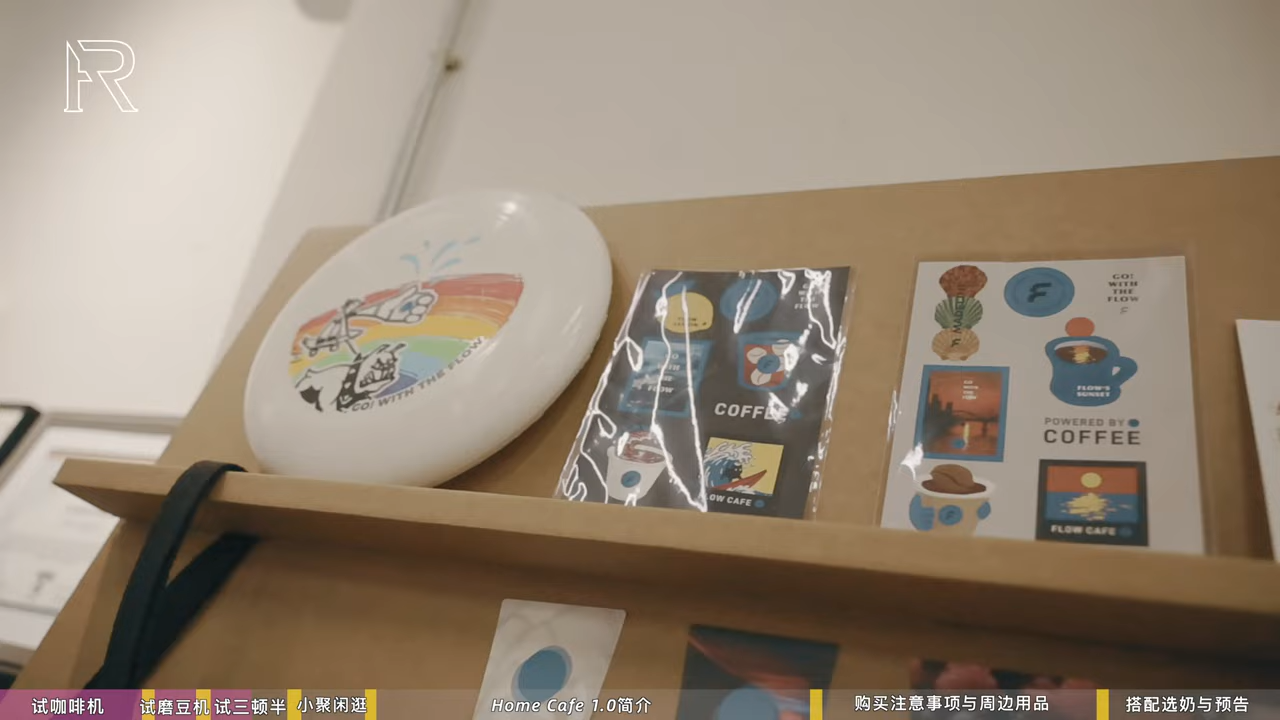 R
GO! WITH THE FLOW
COFFEE
FLOW CAFE
MADELINE
F
GO!
WITH
THE
FLOW
F
FLOW'S
SUNSET
POWERED BY
COFFEE
FLOW CAFE
试咖啡机
试磨豆机
试三顿半
小聚闲逛
Home Cafe 1.0简介
购买注意事项与周边用品
搭配选奶与预告